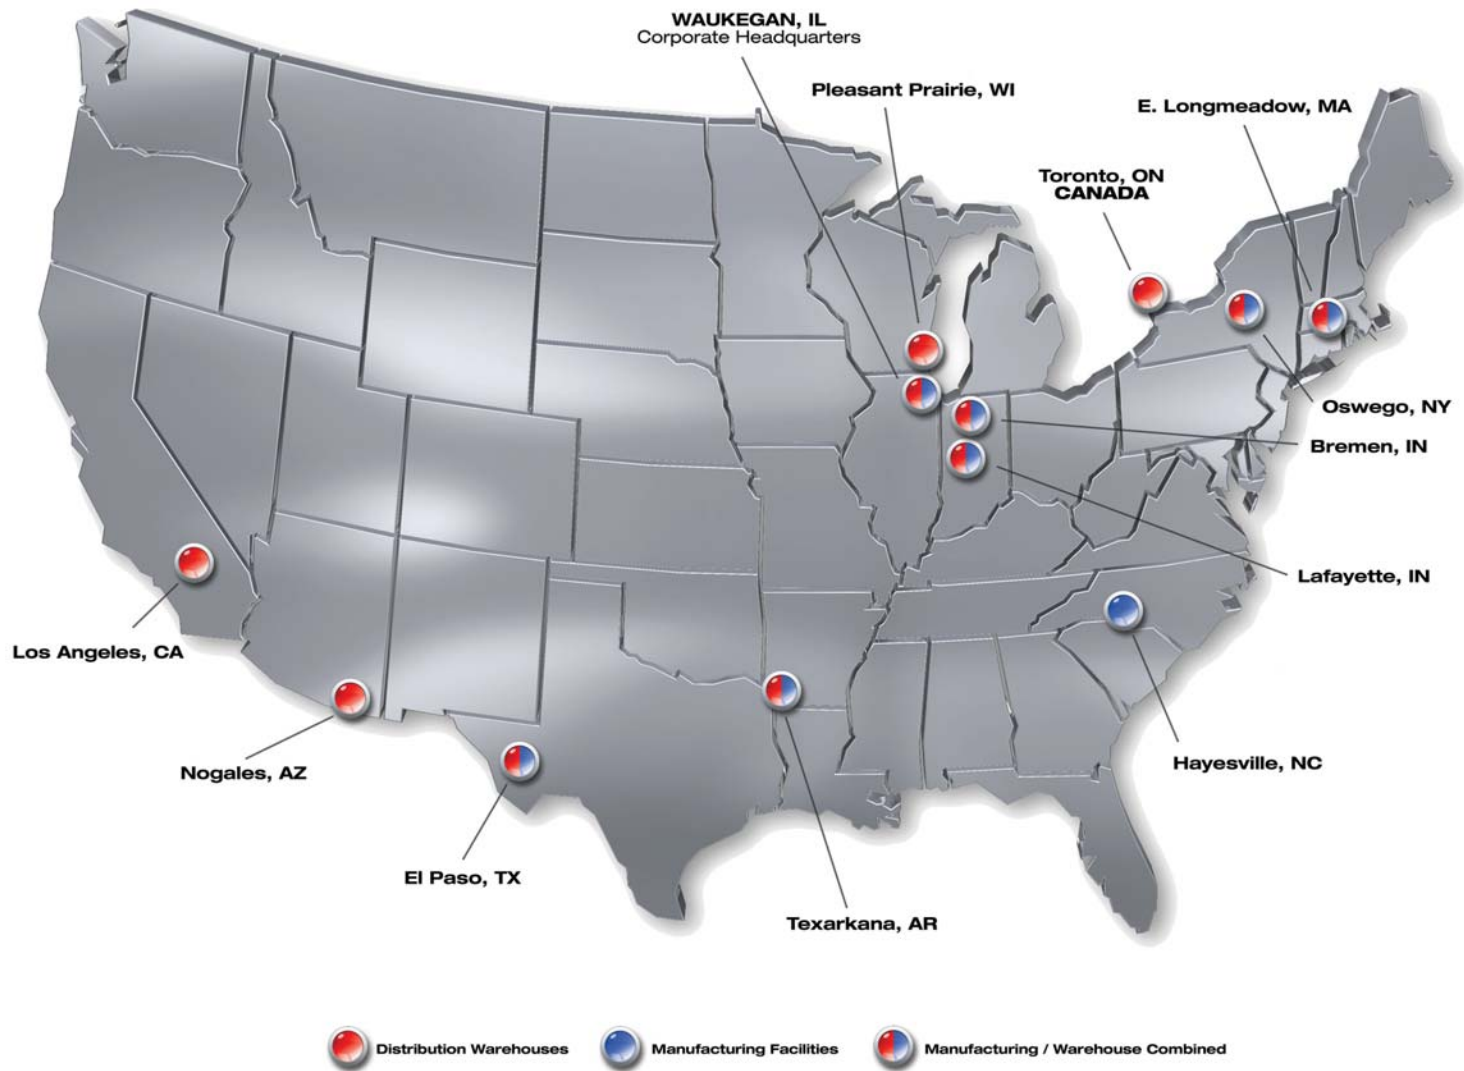 WAUKEGAN, IL
Corporate Headquarters
Pleasant Prairie, WI
E. Longmeadow, MA
Toronto, ON
CANADA
Oswego, NY
Bremen, IN
Lafayette, IN
Los Angeles, CA
Hayesville, NC
Nogales, AZ
El Paso, TX
Texarkana, AR
Distribution Warehouses
Manufacturing Facilities
Manufacturing / Warehouse Combined